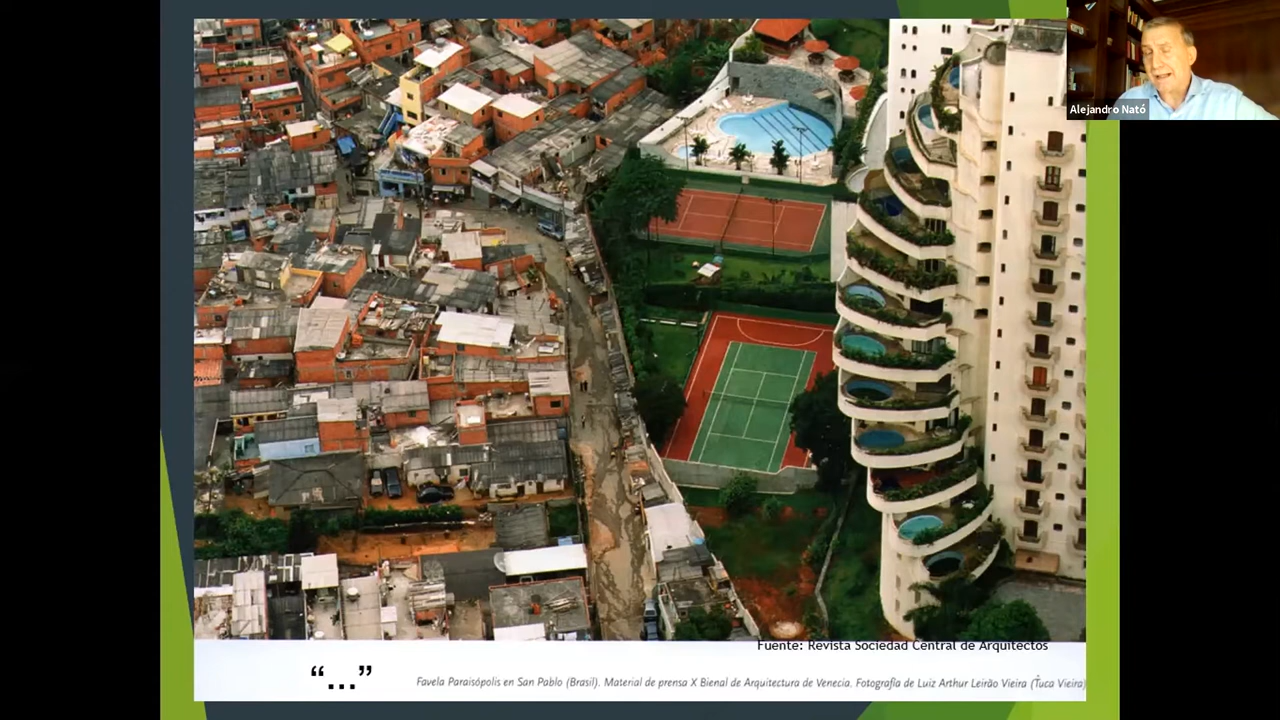 Alejandro Nató
Fuente: Revista Sociedad Central de Arquitectos
“...”
Favela Paraisópolis en San Pablo (Brasil). Material de prensa X Bienal de Arquitectura de Venecia. Fotografía de Luiz Arthur Leirão Vieira (Tuca Vieira)